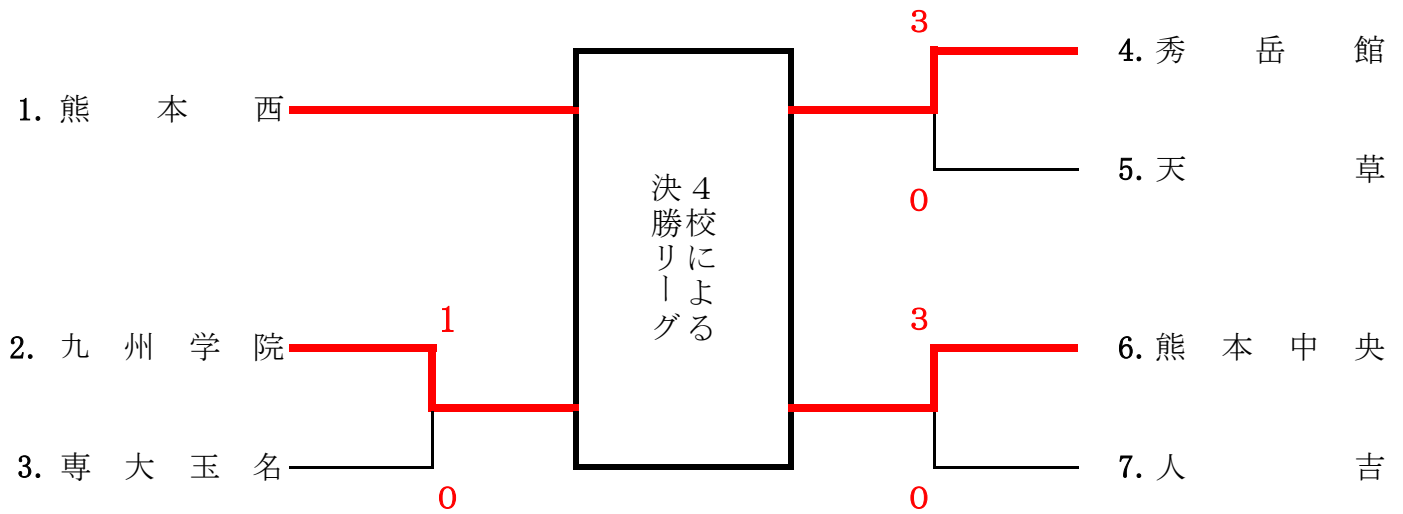 1. 熊本西
2. 九州学院
1
3. 専大玉名
0
４校による
決勝リーグ
3
4. 秀岳館
5. 天草
0
3
6. 熊本中央
7. 人吉
0